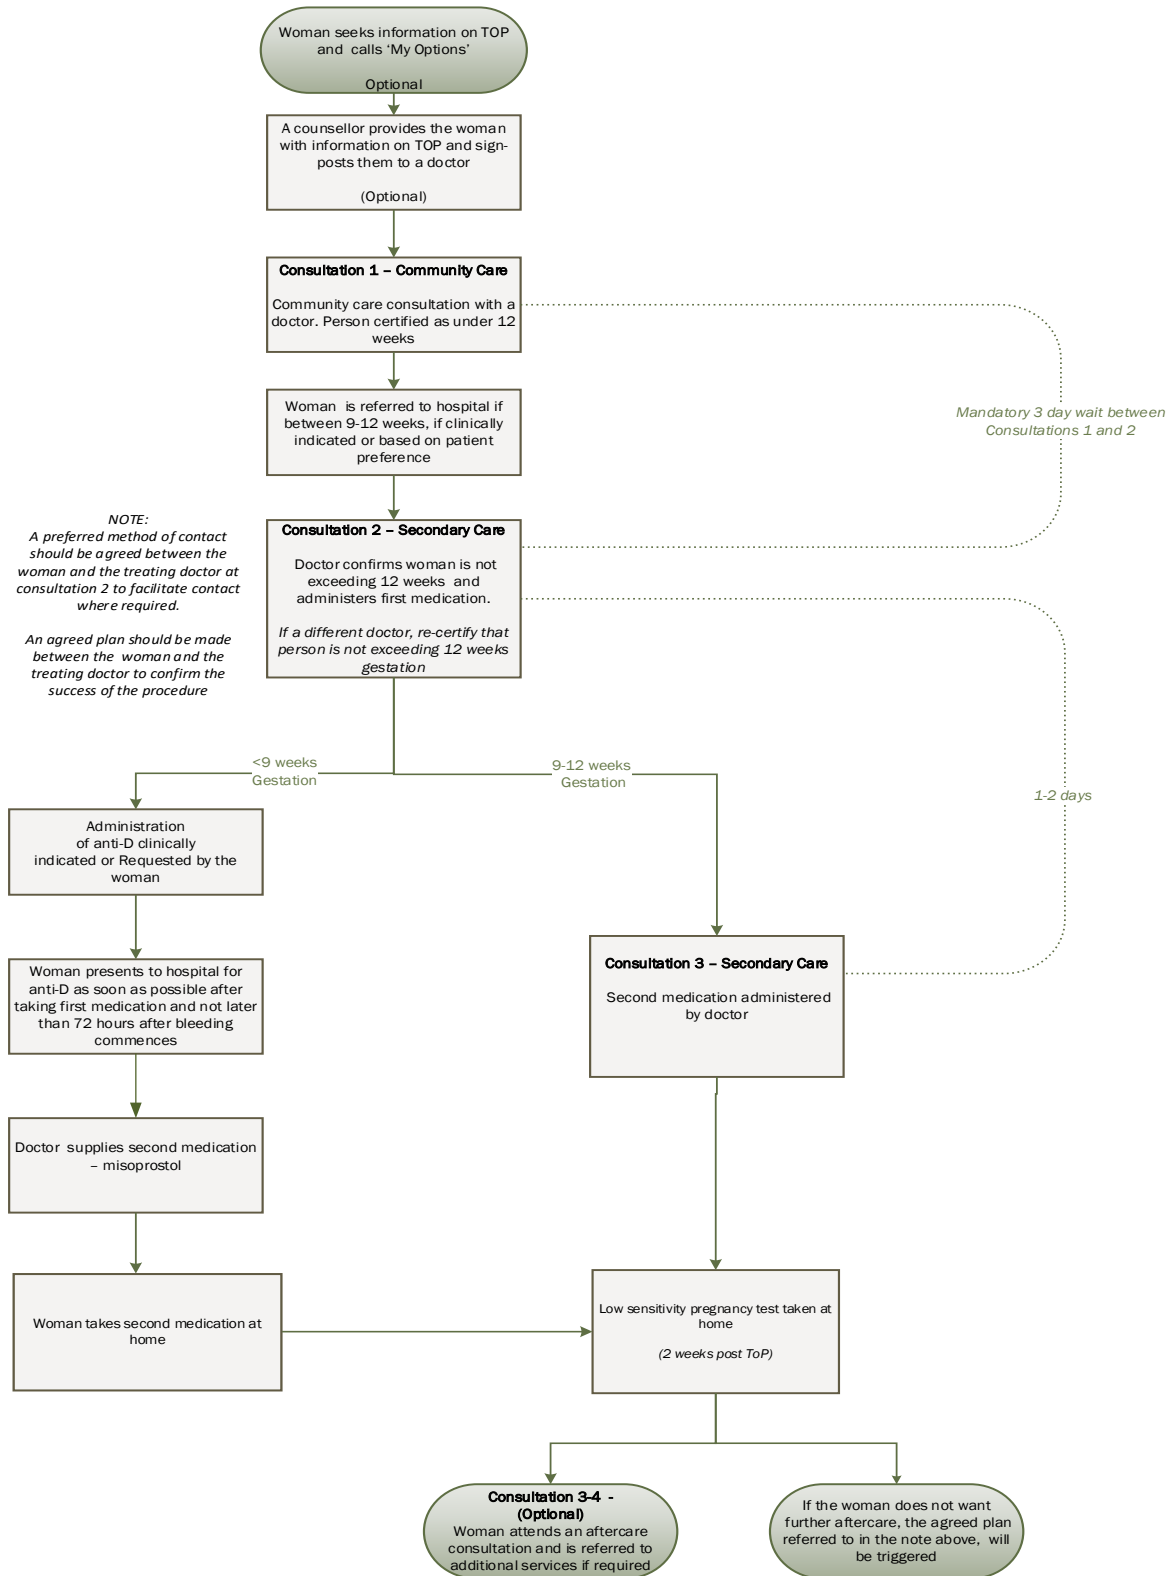 Woman seeks information on TOP
and calls ‘My Options’
Optional
A counsellor provides the woman
with information on TOP and sign-
posts them to a doctor
(Optional)
Consultation 1 – Community Care
Community care consultation with a
doctor. Person certified as under 12
weeks
Woman is referred to hospital if
between 9-12 weeks, if clinically
indicated or based on patient
preference
Mandatory 3 day wait between
Consultations 1 and 2
NOTE:
A preferred method of contact
should be agreed between the
woman and the treating doctor at
consultation 2 to facilitate contact
where required.
An agreed plan should be made
between the woman and the
treating doctor to confirm the
success of the procedure
Consultation 2 – Secondary Care
Doctor confirms woman is not
exceeding 12 weeks and
administers first medication.
If a different doctor, re-certify that
person is not exceeding 12 weeks
gestation
<9 weeks
Gestation
9-12 weeks
Gestation
1-2 days
Administration
of anti-D clinically
indicated or Requested by the
woman
Woman presents to hospital for
anti-D as soon as possible after
taking first medication and not later
than 72 hours after bleeding
commences
Consultation 3 – Secondary Care
Second medication administered
by doctor
Doctor supplies second medication
– misoprostol
Woman takes second medication at
home
Low sensitivity pregnancy test taken at
home
(2 weeks post ToP)
Consultation 3-4 -
(Optional)
Woman attends an aftercare
consultation and is referred to
additional services if required
If the woman does not want
further aftercare, the agreed plan
referred to in the note above, will
be triggered